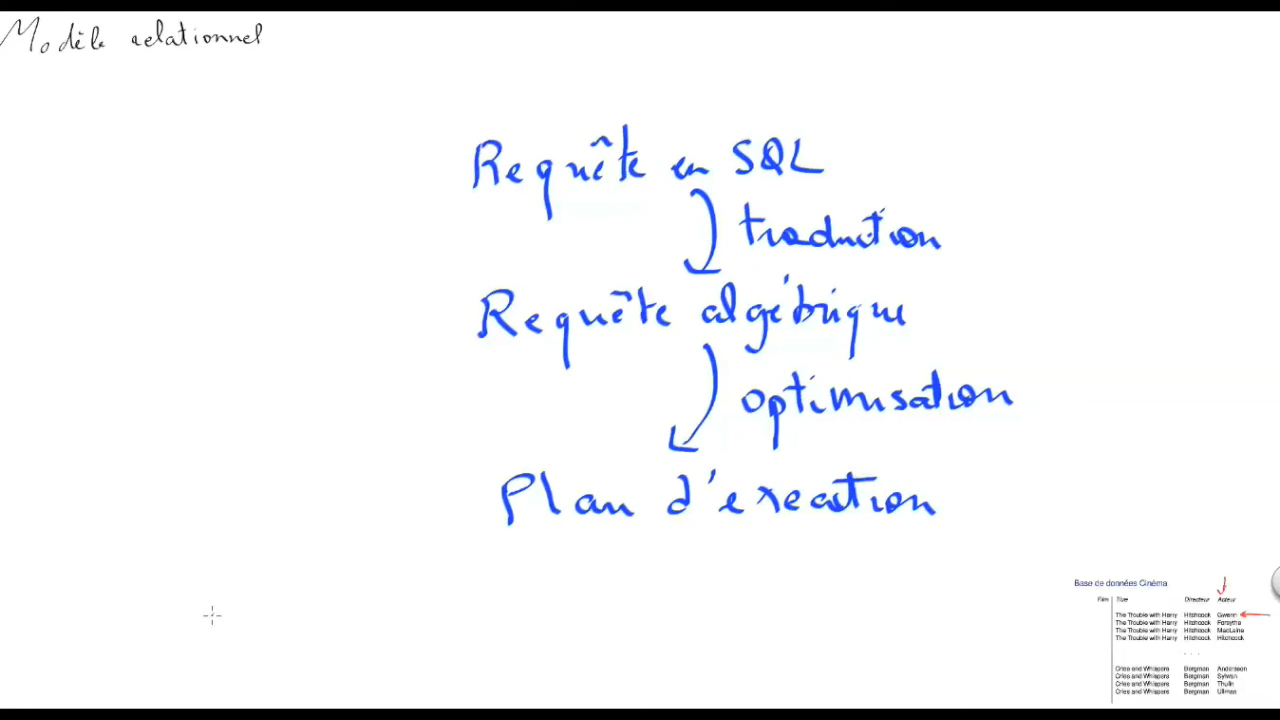 Modèle relationnel
Requête en SQL
traduction
Requête algébrique
optimisation
Plan d'execution
Base de données Cinéma
Film Titre Directeur Acteur
The Trouble with Harry Hitchcock Gwenn
The Trouble with Harry Hitchcock Forsythe
The Trouble with Harry Hitchcock MacLaine
The Trouble with Harry Hitchcock Hitchcock
. . .
Cries and Whispers Bergman Andersson
Cries and Whispers Bergman Sylwan
Cries and Whispers Bergman Thulin
Cries and Whispers Bergman Ullman